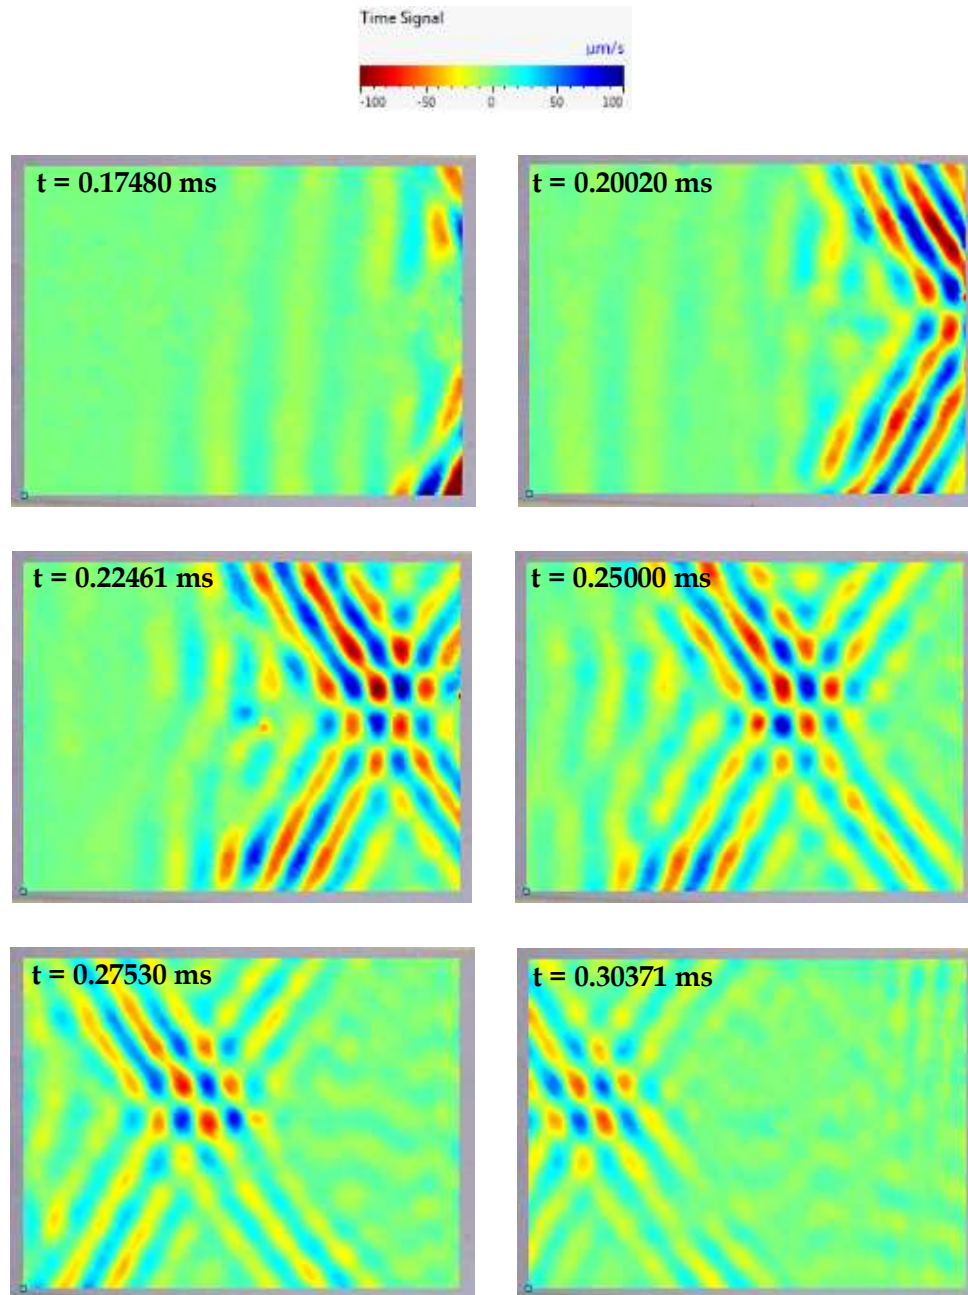 Time Signal
µm/s
-100 -50 0 50 100
t = 0.17480 ms
t = 0.20020 ms
t = 0.22461 ms
t = 0.25000 ms
t = 0.27530 ms
t = 0.30371 ms